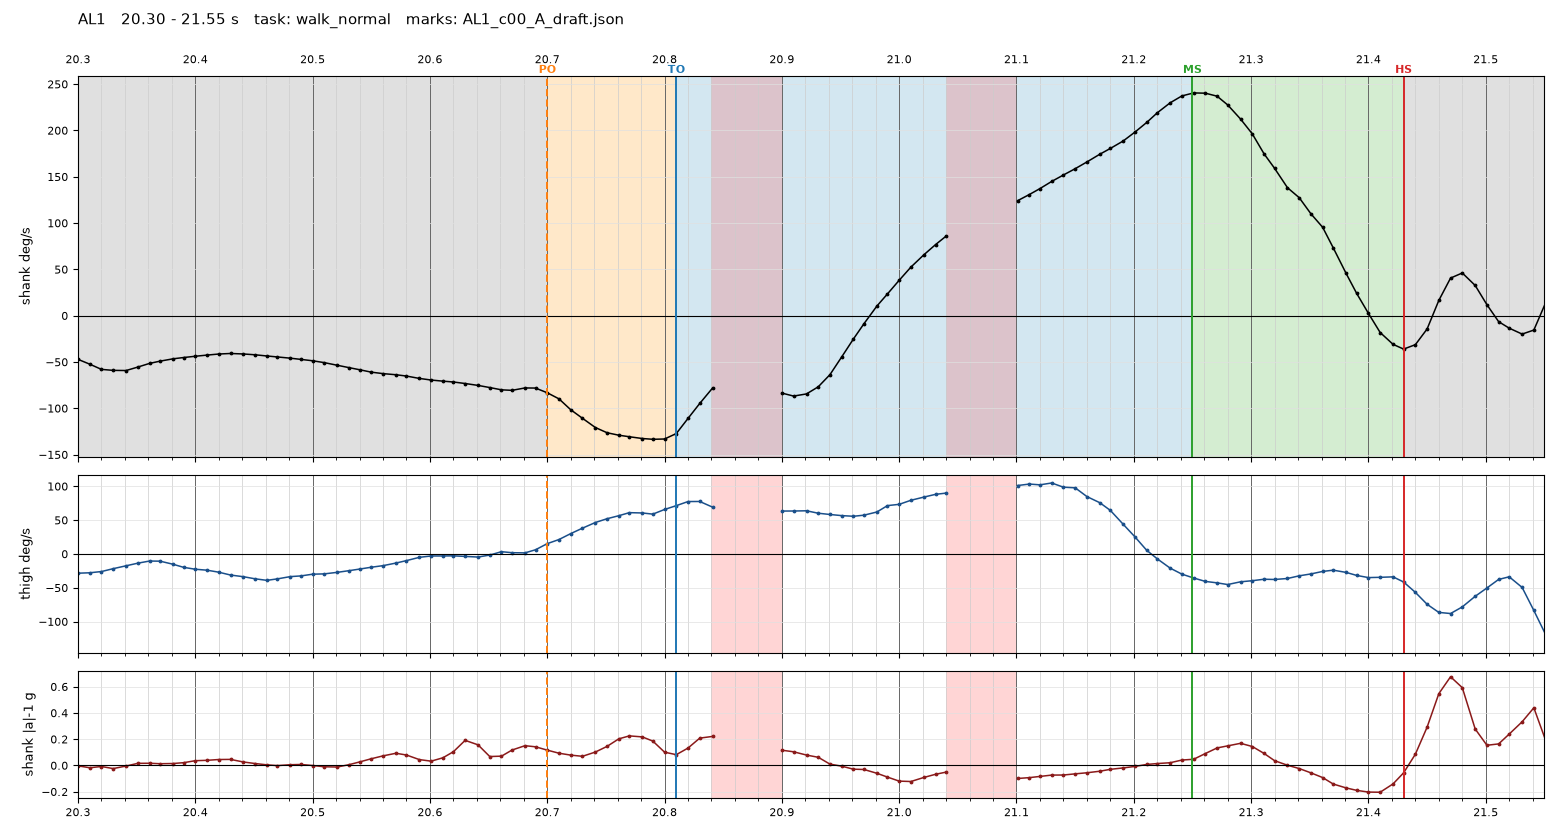 AL1   20.30 - 21.55 s   task: walk_normal   marks: AL1_c00_A_draft.json
20.3 20.4 20.5 20.6 20.7 20.8 20.9 21.0 21.1 21.2 21.3 21.4 21.5
PO TO MS HS
250
200
150
100
50
0
−50
−100
−150
shank deg/s
100
50
0
−50
−100
thigh deg/s
0.6
0.4
0.2
0.0
−0.2
shank |a|-1 g
20.3 20.4 20.5 20.6 20.7 20.8 20.9 21.0 21.1 21.2 21.3 21.4 21.5